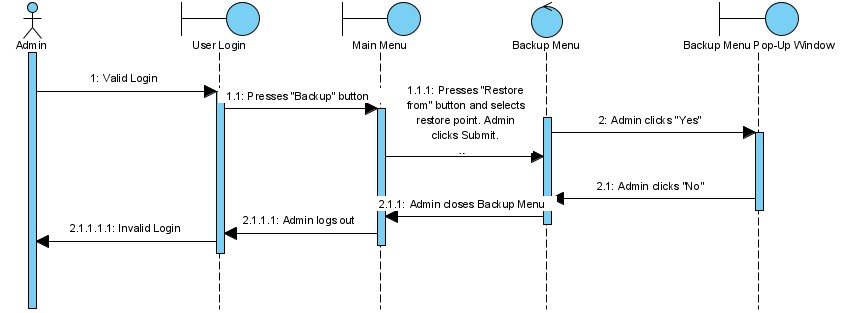 Admin
User Login
Main Menu
Backup Menu
Backup Menu Pop-Up Window
1: Valid Login
1.1: Presses "Backup" button
1.1.1: Presses "Restore
from" button and selects
restore point. Admin
clicks Submit.
..
2: Admin clicks "Yes"
2.1: Admin clicks "No"
2.1.1: Admin closes Backup Menu
2.1.1.1: Admin logs out
2.1.1.1.1: Invalid Login